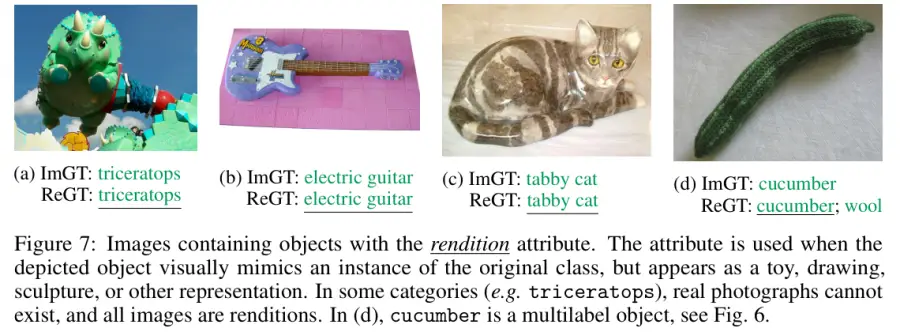 (a) ImGT: triceratops
ReGT: triceratops
(b) ImGT: electric guitar
ReGT: electric guitar
(c) ImGT: tabby cat
ReGT: tabby cat
(d) ImGT: cucumber
ReGT: cucumber; wool
Figure 7: Images containing objects with the rendition attribute. The attribute is used when the
depicted object visually mimics an instance of the original class, but appears as a toy, drawing,
sculpture, or other representation. In some categories (e.g. triceratops), real photographs cannot
exist, and all images are renditions. In (d), cucumber is a multilabel object, see Fig. 6.